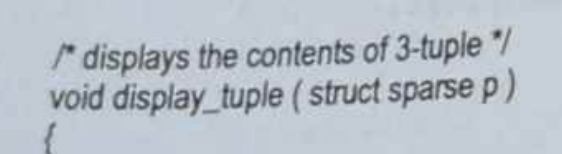 /* displays the contents of 3-tuple */
void display_tuple ( struct sparse p )
{